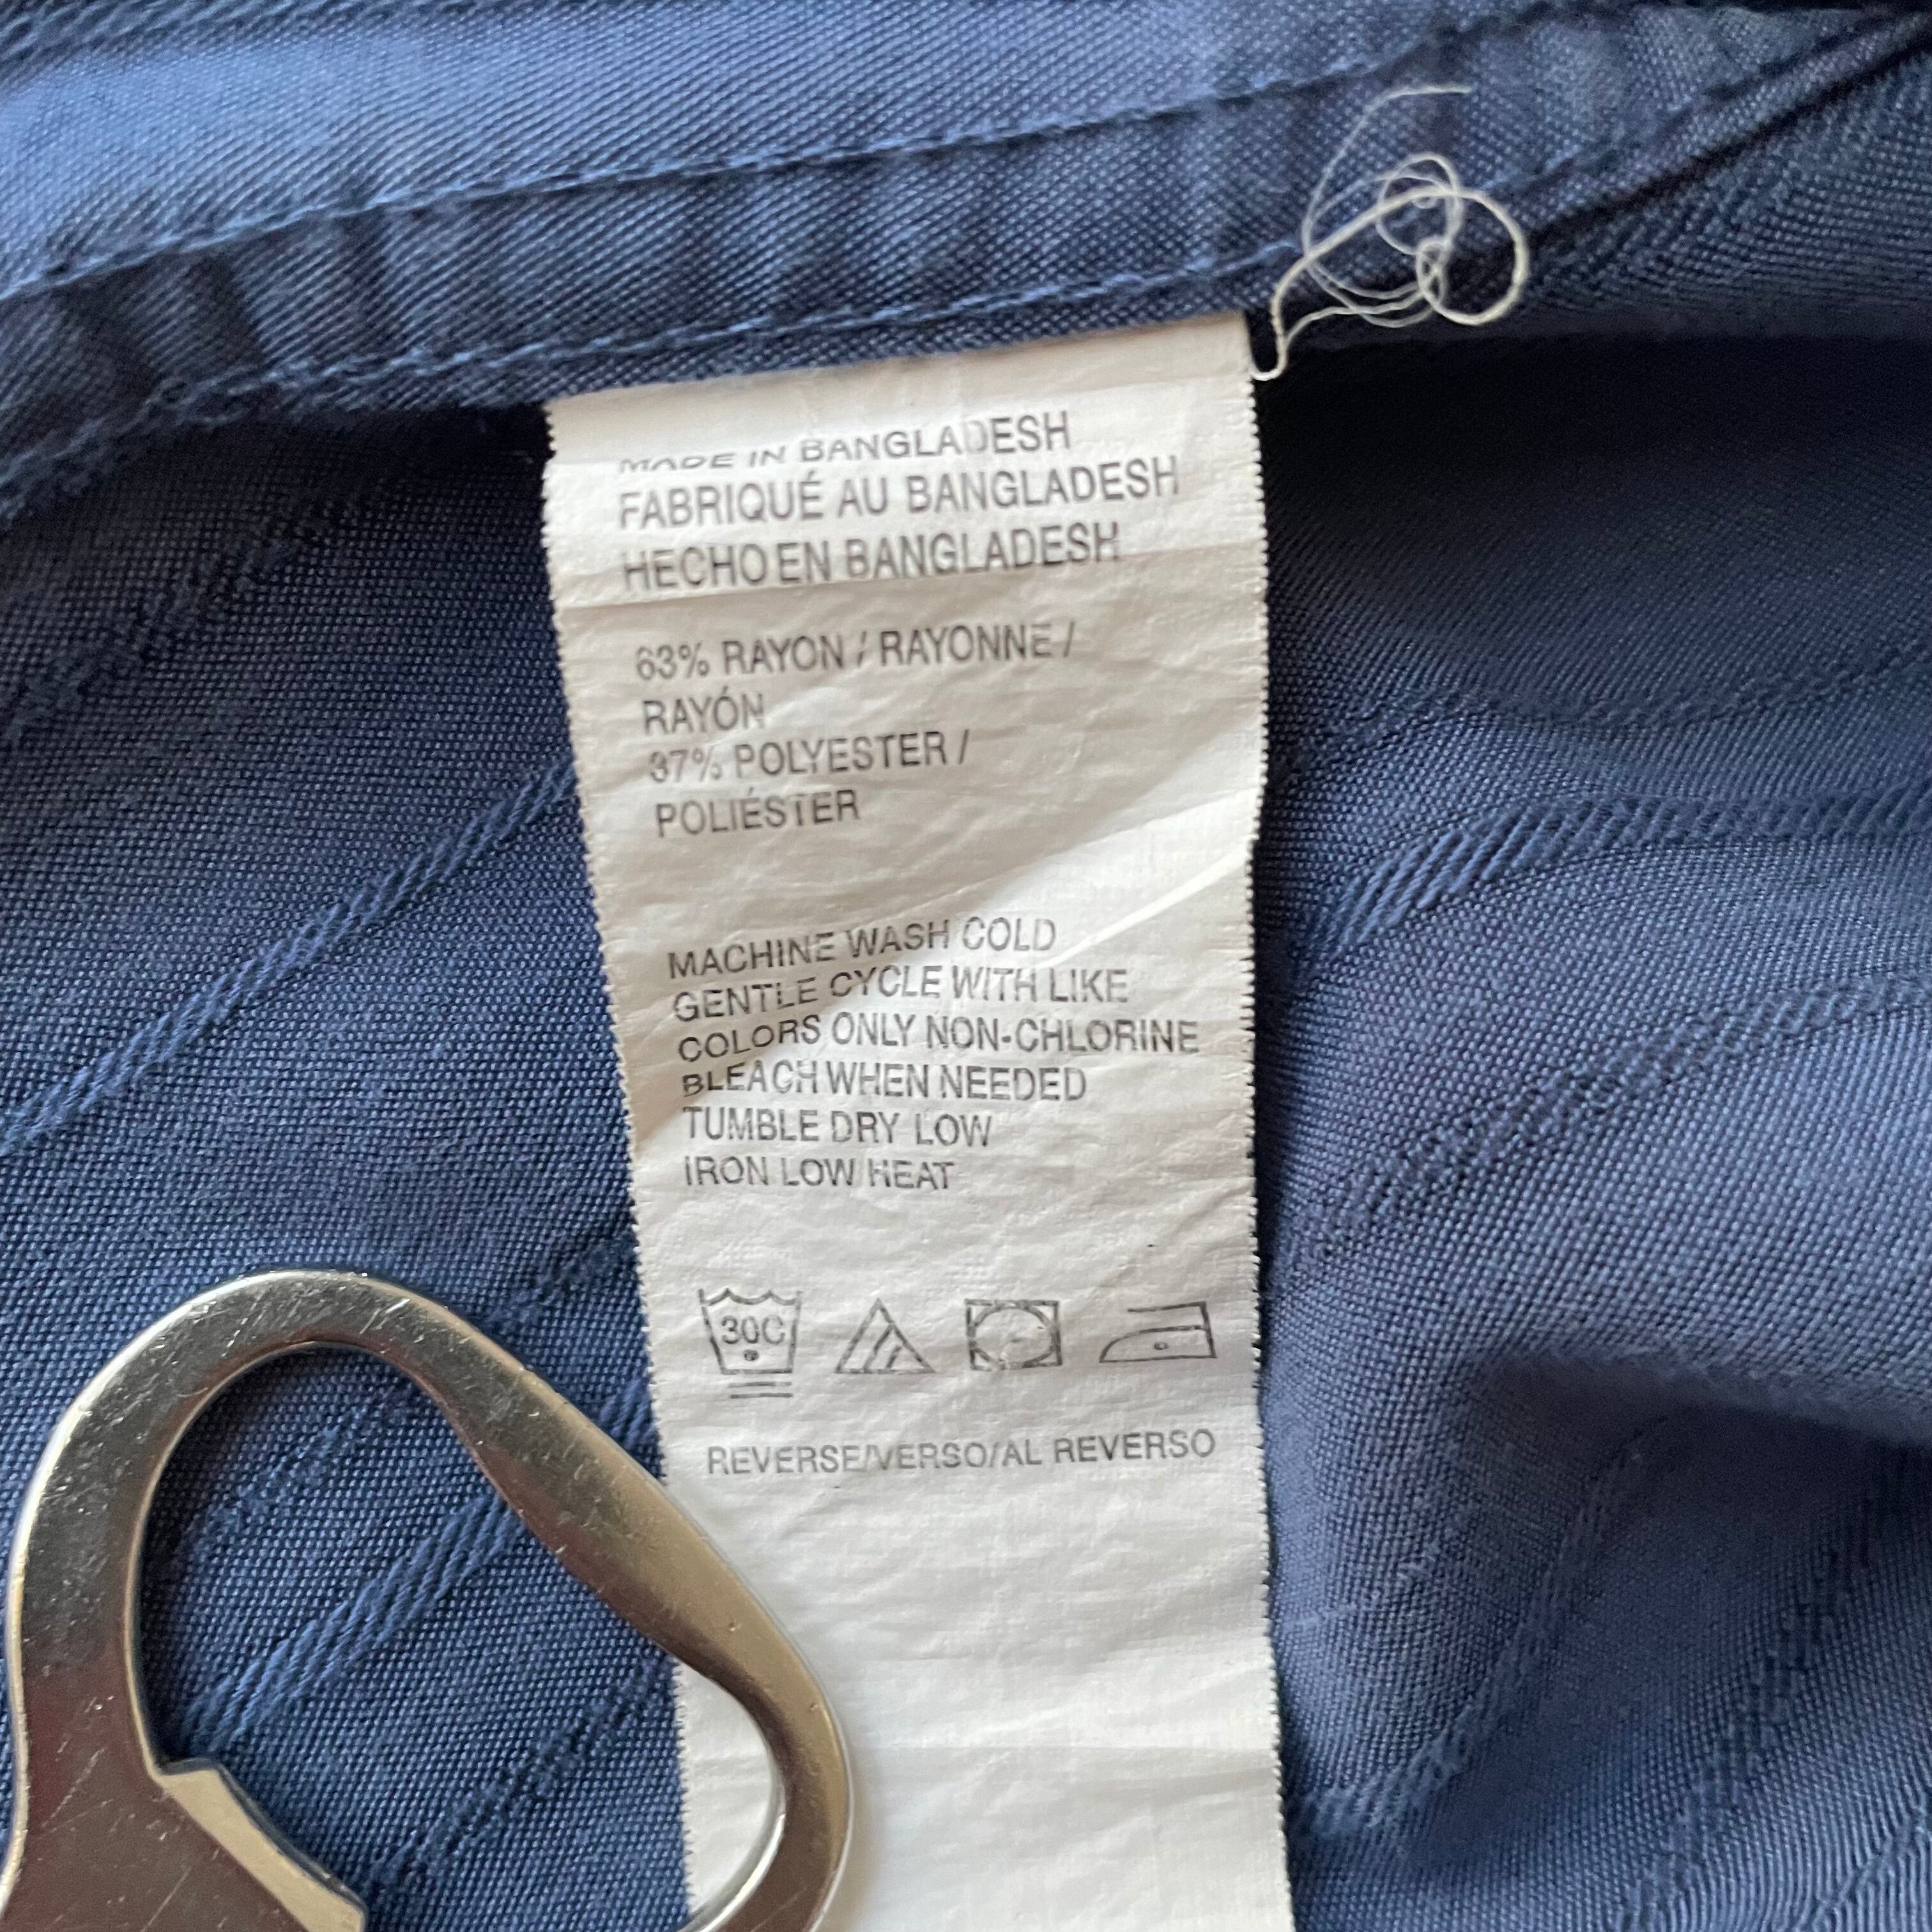 MADE IN BANGLADESH
FABRIQUÉ AU BANGLADESH
HECHO EN BANGLADESH
63% RAYON / RAYONNE /
RAYÓN
37% POLYESTER /
POLIÉSTER
MACHINE WASH COLD
GENTLE CYCLE WITH LIKE
COLORS ONLY NON-CHLORINE
BLEACH WHEN NEEDED
TUMBLE DRY LOW
IRON LOW HEAT
30C
REVERSE/VERSO/AL REVERSO